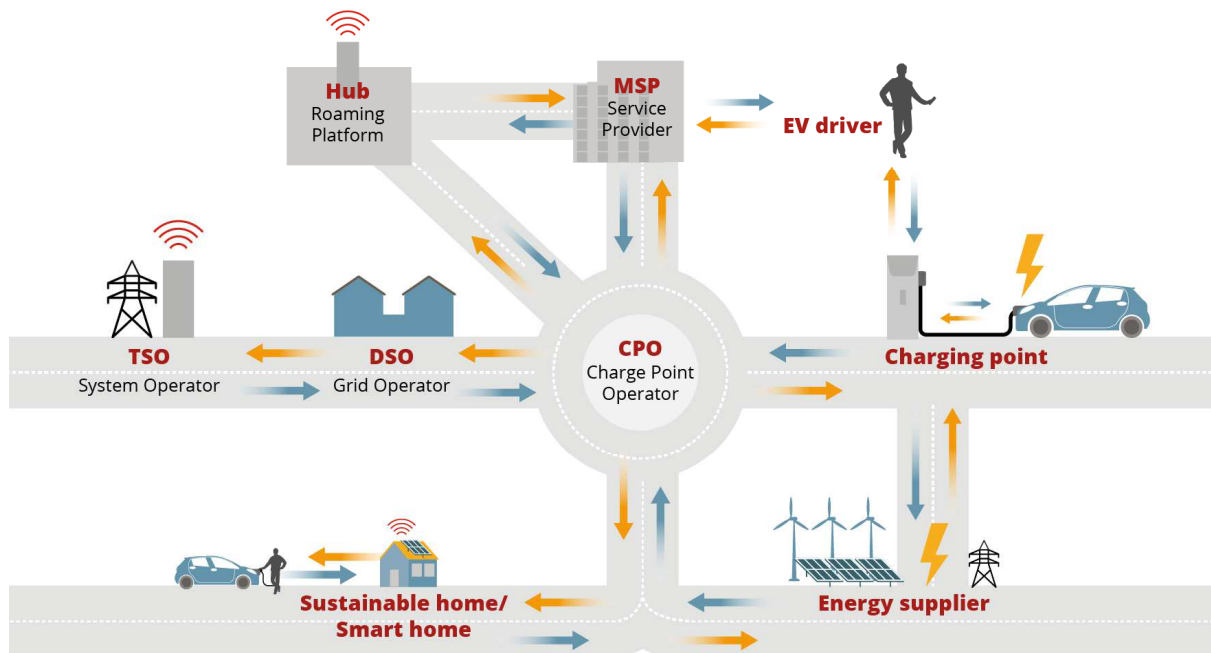 Hub
Roaming
Platform
MSP
Service
Provider
EV driver
TSO
System Operator
DSO
Grid Operator
CPO
Charge Point
Operator
Charging point
Sustainable home/
Smart home
Energy supplier